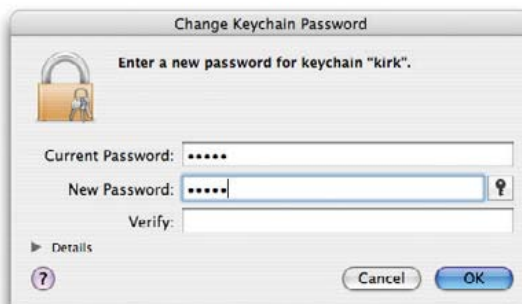 Change Keychain Password
Enter a new password for keychain "kirk".
Current Password: •••••
New Password: •••••
Verify:
Details
?
Cancel OK